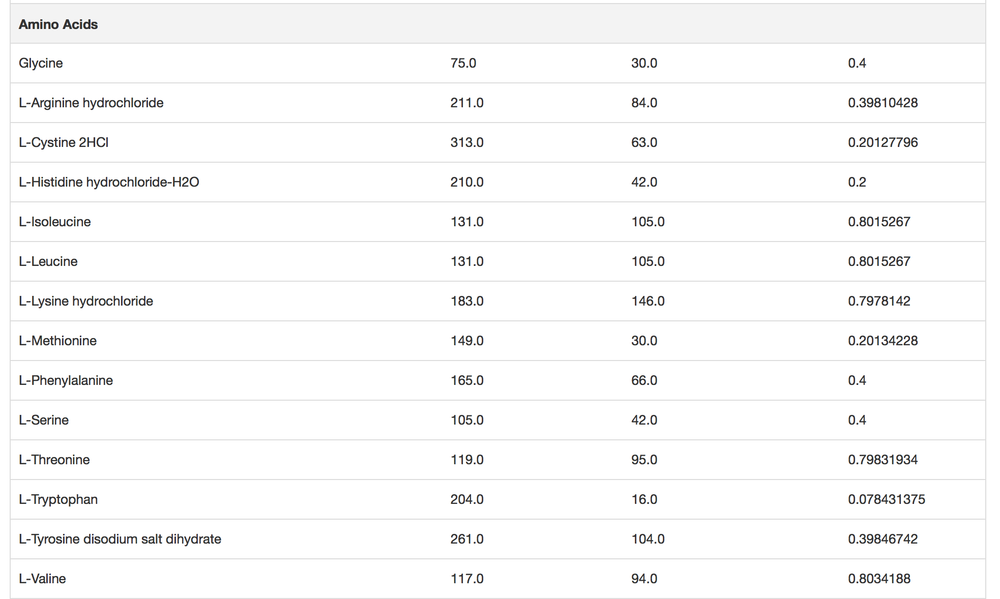 Amino Acids
Glycine 75.0 30.0 0.4
L-Arginine hydrochloride 211.0 84.0 0.39810428
L-Cystine 2HCl 313.0 63.0 0.20127796
L-Histidine hydrochloride-H2O 210.0 42.0 0.2
L-Isoleucine 131.0 105.0 0.8015267
L-Leucine 131.0 105.0 0.8015267
L-Lysine hydrochloride 183.0 146.0 0.7978142
L-Methionine 149.0 30.0 0.20134228
L-Phenylalanine 165.0 66.0 0.4
L-Serine 105.0 42.0 0.4
L-Threonine 119.0 95.0 0.79831934
L-Tryptophan 204.0 16.0 0.078431375
L-Tyrosine disodium salt dihydrate 261.0 104.0 0.39846742
L-Valine 117.0 94.0 0.8034188